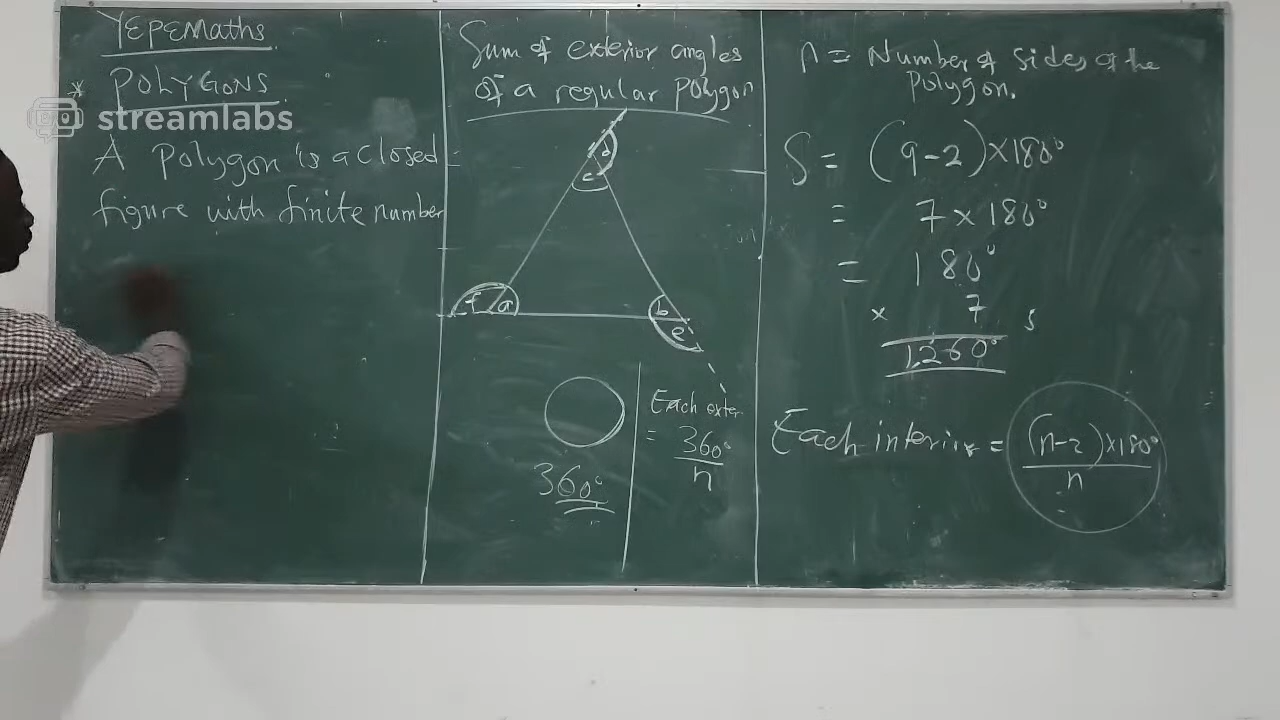 YEPEMaths
* POLYGONS
streamlabs
A Polygon is a closed
figure with finite number
Sum of exterior angles
of a regular polygon
c
f a
b
e
360°
Each exter
= 360°
n
n = Number of sides of the
polygon.
S = (9-2)×180°
= 7 × 180°
= 180°
× 7
1260°
Each interior = (n-2)×180°
n